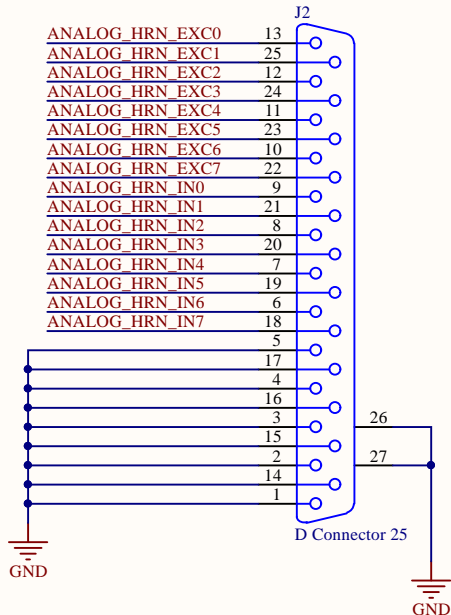 J2
ANALOG_HRN_EXC0 13
ANALOG_HRN_EXC1 25
ANALOG_HRN_EXC2 12
ANALOG_HRN_EXC3 24
ANALOG_HRN_EXC4 11
ANALOG_HRN_EXC5 23
ANALOG_HRN_EXC6 10
ANALOG_HRN_EXC7 22
ANALOG_HRN_IN0 9
ANALOG_HRN_IN1 21
ANALOG_HRN_IN2 8
ANALOG_HRN_IN3 20
ANALOG_HRN_IN4 7
ANALOG_HRN_IN5 19
ANALOG_HRN_IN6 6
ANALOG_HRN_IN7 18
5
17
4
16
3 26
15
2 27
14
1
D Connector 25
GND
GND